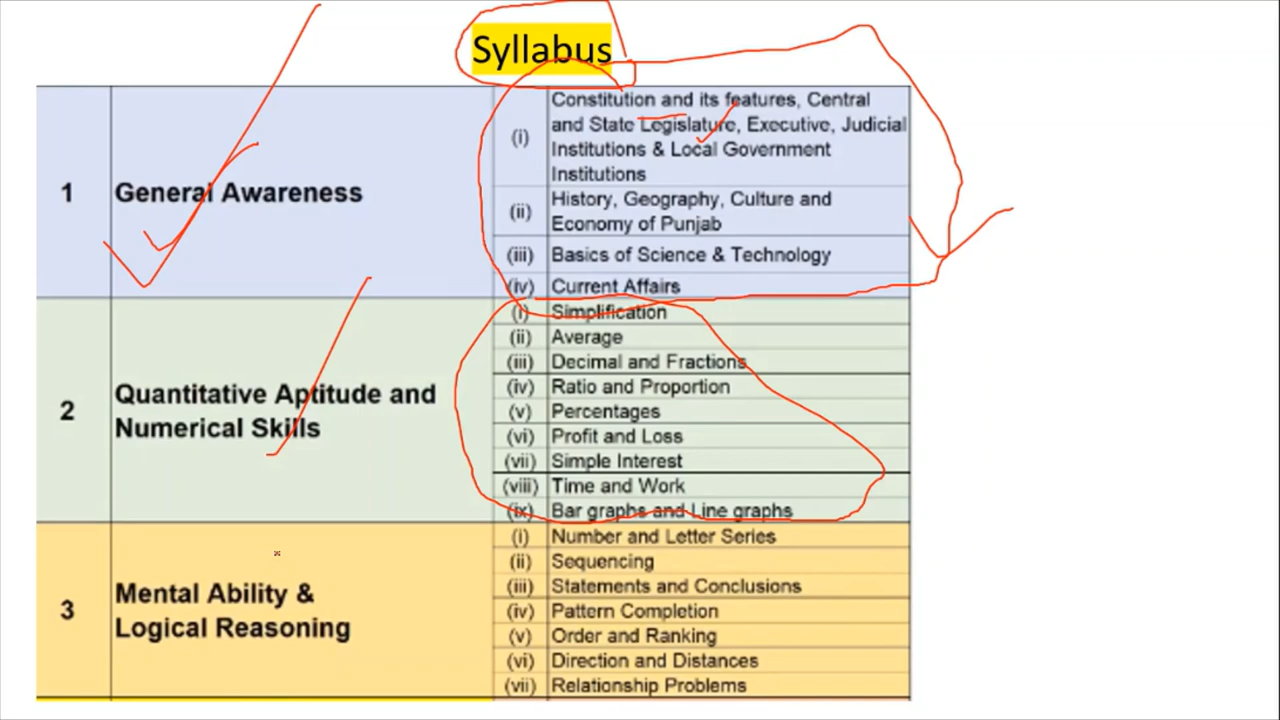 Syllabus
1
General Awareness
(i)
Constitution and its features, Central
and State Legislature, Executive, Judicial
Institutions & Local Government
Institutions
(ii)
History, Geography, Culture and
Economy of Punjab
(iii) Basics of Science & Technology
(iv) Current Affairs
2
Quantitative Aptitude and
Numerical Skills
(i) Simplification
(ii) Average
(iii) Decimal and Fractions
(iv) Ratio and Proportion
(v) Percentages
(vi) Profit and Loss
(vii) Simple Interest
(viii) Time and Work
(ix) Bar graphs and Line graphs
3
Mental Ability &
Logical Reasoning
(i) Number and Letter Series
(ii) Sequencing
(iii) Statements and Conclusions
(iv) Pattern Completion
(v) Order and Ranking
(vi) Direction and Distances
(vii) Relationship Problems